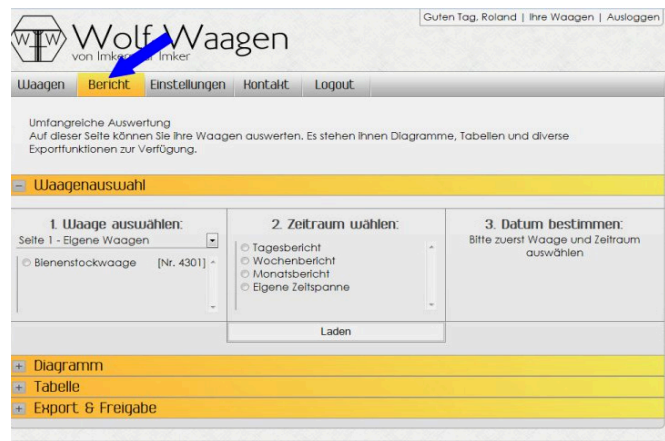 Guten Tag, Roland | Ihre Waagen | Ausloggen
WW
Wolf Waagen
von Imker für Imker
Waagen Bericht Einstellungen Kontakt Logout
Umfangreiche Auswertung
Auf dieser Seite können Sie Ihre Waagen auswerten. Es stehen Ihnen Diagramme, Tabellen und diverse
Exportfunktionen zur Verfügung.
Waagenauswahl
1. Waage auswählen:
Seite 1 - Eigene Waagen
Bienenstockwaage [Nr. 4301]
2. Zeitraum wählen:
Tagesbericht
Wochenbericht
Monatsbericht
Eigene Zeitspanne
3. Datum bestimmen:
Bitte zuerst Waage und Zeitraum
auswählen
Laden
Diagramm
Tabelle
Export & Freigabe